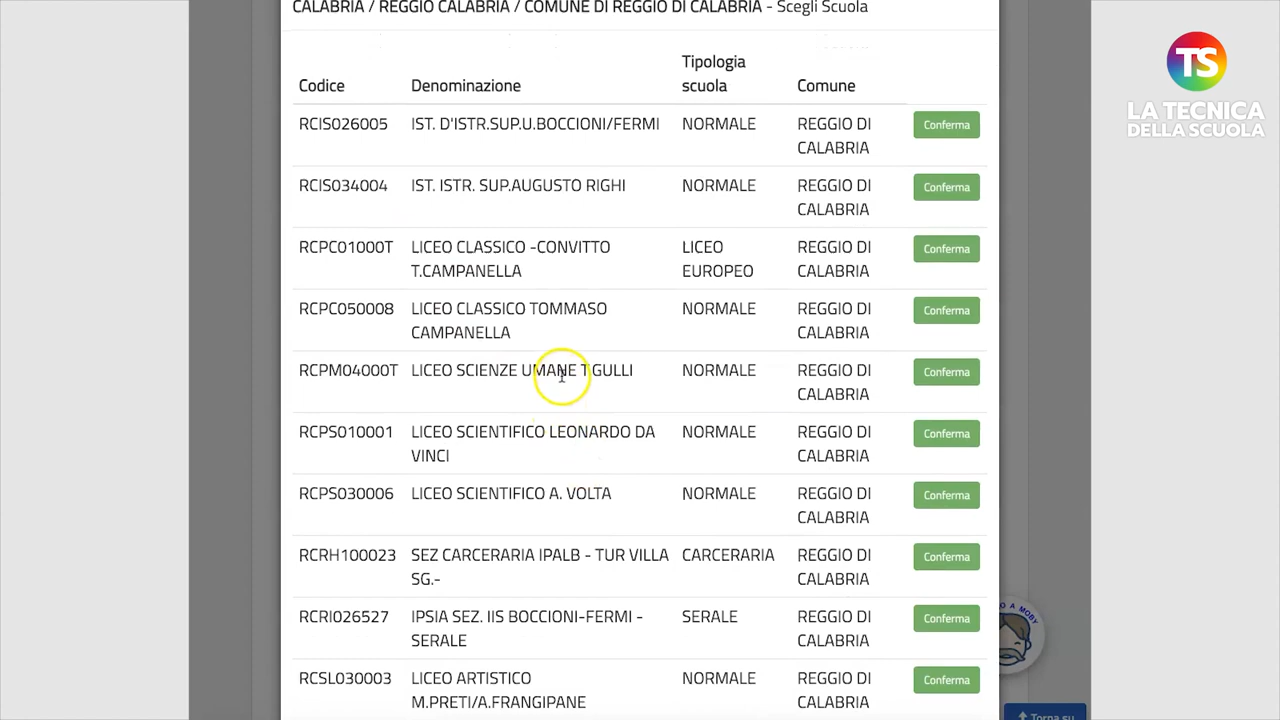 CALABRIA / REGGIO CALABRIA / COMUNE DI REGGIO DI CALABRIA - Scegli Scuola
TS
LA TECNICA
DELLA SCUOLA
Codice Denominazione Tipologia scuola Comune
RCIS026005 IST. D'ISTR.SUP.U.BOCCIONI/FERMI NORMALE REGGIO DI CALABRIA Conferma
RCIS034004 IST. ISTR. SUP.AUGUSTO RIGHI NORMALE REGGIO DI CALABRIA Conferma
RCPC01000T LICEO CLASSICO -CONVITTO T.CAMPANELLA LICEO EUROPEO REGGIO DI CALABRIA Conferma
RCPC050008 LICEO CLASSICO TOMMASO CAMPANELLA NORMALE REGGIO DI CALABRIA Conferma
RCPM04000T LICEO SCIENZE UMANE T.GULLI NORMALE REGGIO DI CALABRIA Conferma
RCPS010001 LICEO SCIENTIFICO LEONARDO DA VINCI NORMALE REGGIO DI CALABRIA Conferma
RCPS030006 LICEO SCIENTIFICO A. VOLTA NORMALE REGGIO DI CALABRIA Conferma
RCRH100023 SEZ CARCERARIA IPALB - TUR VILLA SG.- CARCERARIA REGGIO DI CALABRIA Conferma
RCRI026527 IPSIA SEZ. IIS BOCCIONI-FERMI - SERALE SERALE REGGIO DI CALABRIA Conferma
RCSL030003 LICEO ARTISTICO M.PRETI/A.FRANGIPANE NORMALE REGGIO DI CALABRIA Conferma
A MOBY
Torna su